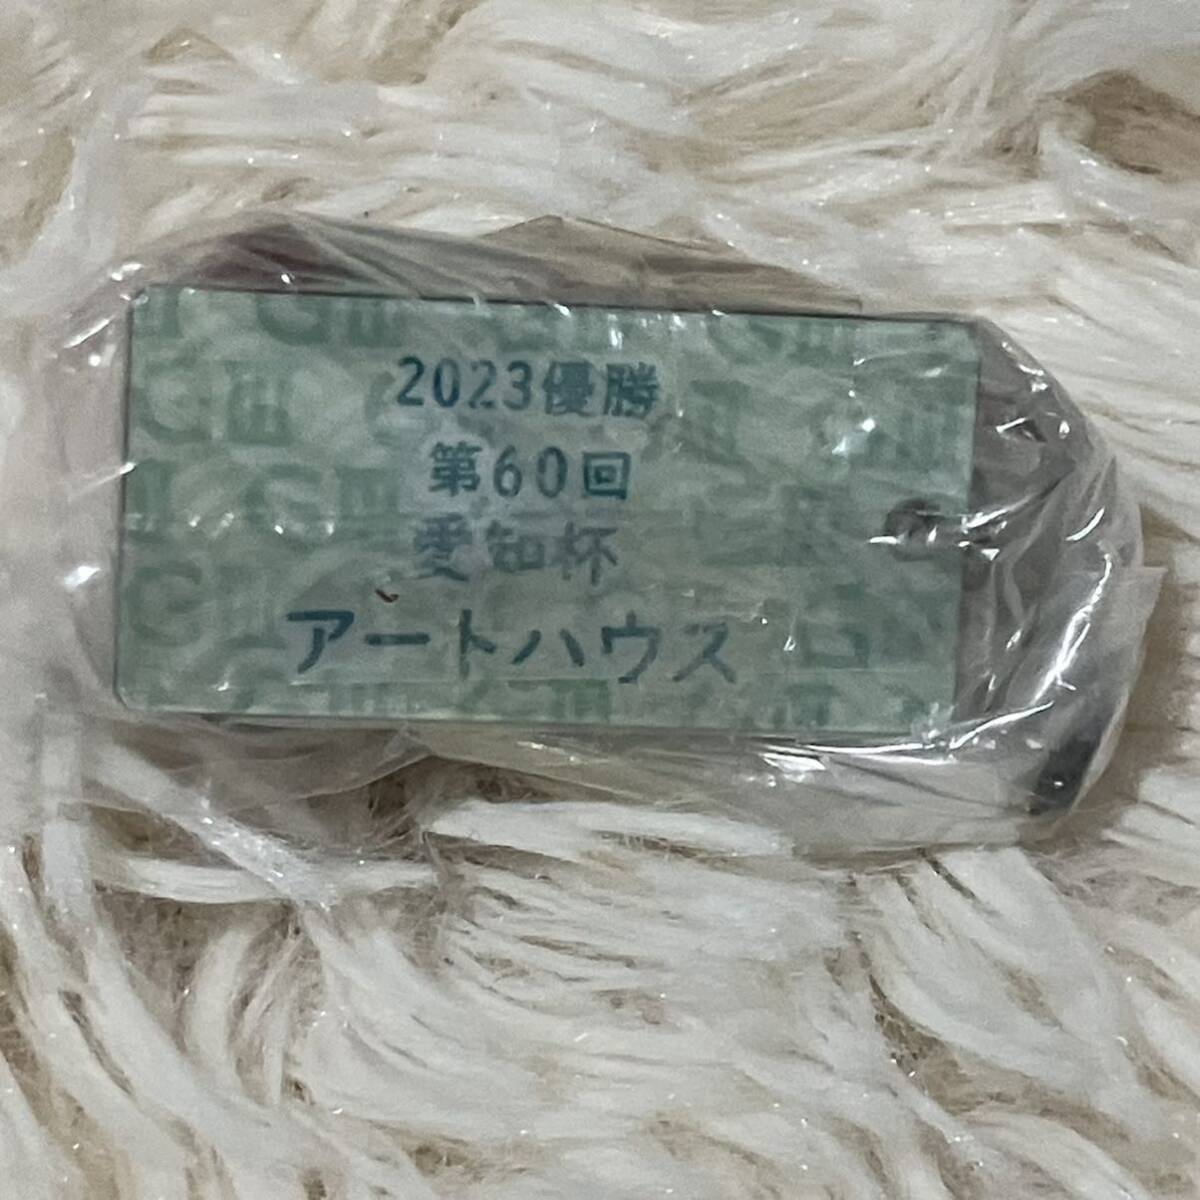 2023優勝
第60回
愛知杯
アートハウス